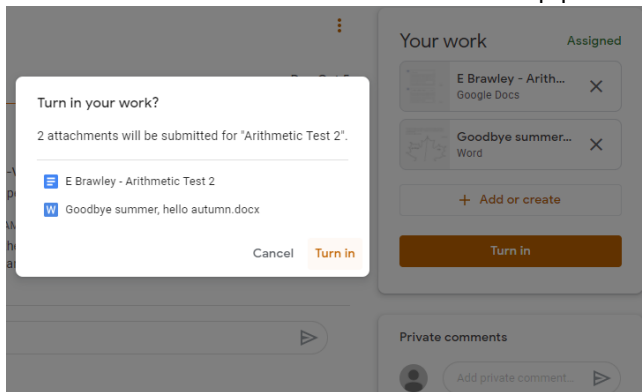 Your work Assigned
E Brawley - Arith...
Google Docs
Goodbye summer...
Word
+ Add or create
Turn in
Private comments
Add private comment...
Turn in your work?
2 attachments will be submitted for "Arithmetic Test 2".
E Brawley - Arithmetic Test 2
W Goodbye summer, hello autumn.docx
Cancel Turn in